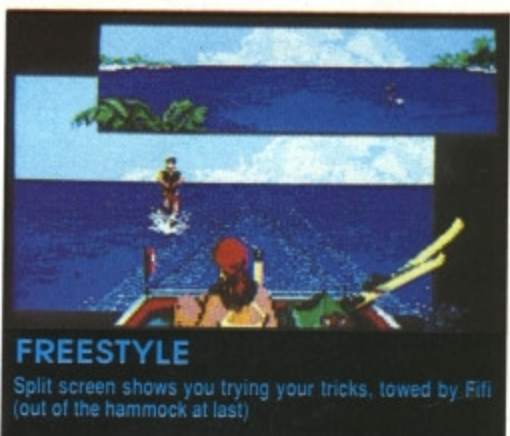 FREESTYLE
Split screen shows you trying your tricks, towed by Fifi
(out of the hammock at last)